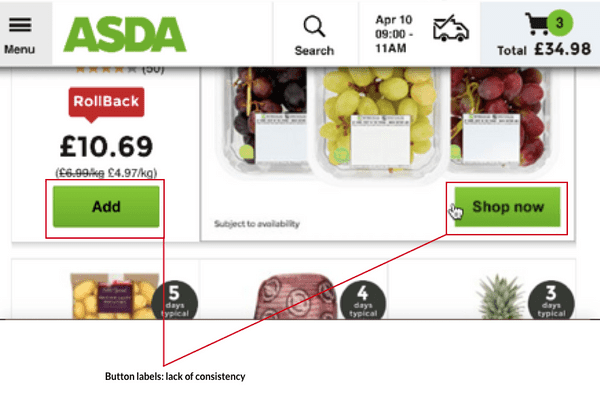 Menu
ASDA
Search
Apr 10
09:00 -
11AM
3
Total £34.98
(50)
RollBack
£10.69
(£6.99/kg £4.97/kg)
Add
Subject to availability
Shop now
5
days
typical
4
days
typical
3
days
typical
Button labels: lack of consistency